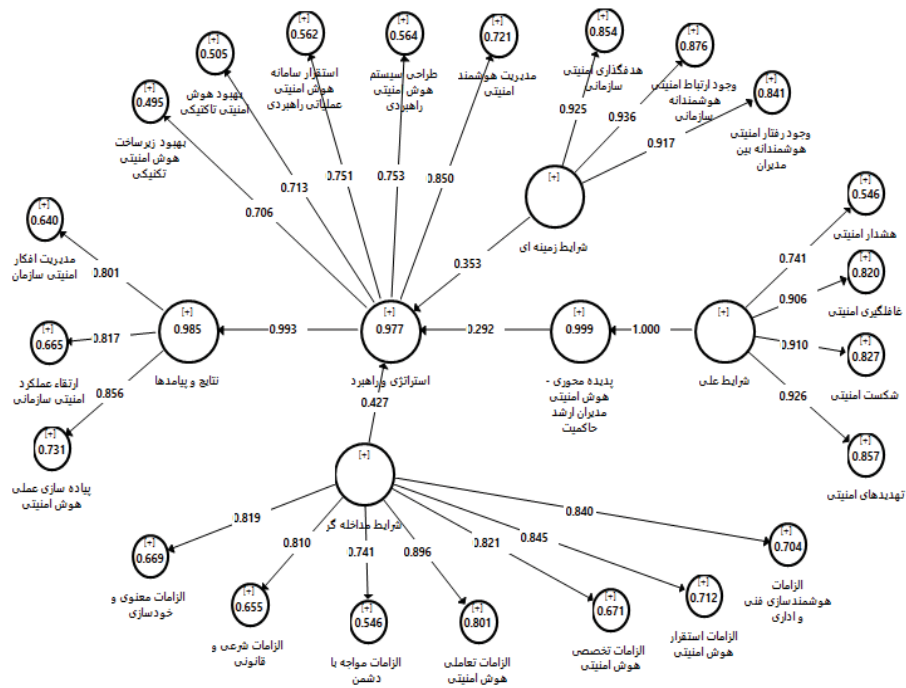 [+]
0.495
بهبود زیرساخت
هوش امنیتی
تکنیکی
[+]
0.505
بهبود هوش
امنیتی تاکتیکی
[+]
0.562
استقرار سامانه
هوش امنیتی
عملیاتی راهبردی
[+]
0.564
طراحی سیستم
هوش امنیتی
راهبردی
[+]
0.721
مدیریت هوشمند
امنیتی
[+]
0.854
هدفگذاری امنیتی
سازمانی
[+]
0.876
وجود ارتباط امنیتی
هوشمندانه
سازمانی
[+]
0.841
وجود رفتار امنیتی
هوشمندانه بین
مدیران
0.706
0.713
0.751
0.753
0.850
0.925
0.936
0.917
[+]
شرایط زمینه ای
0.353
[+]
0.640
مدیریت افکار
امنیتی سازمان
0.801
[+]
0.665
ارتقاء عملکرد
امنیتی سازمانی
0.817
[+]
0.731
پیاده سازی عملی
هوش امنیتی
0.856
[+]
0.985
نتایج و پیامدها
0.993
[+]
0.977
استراتژی و راهبرد
0.292
[+]
0.999
پدیده محوری -
هوش امنیتی
مدیران ارشد
حاکمیت
1.000
[+]
شرایط علی
0.741
0.906
0.910
0.926
[+]
0.546
هشدار امنیتی
[+]
0.820
غافلگیری امنیتی
[+]
0.827
شکست امنیتی
[+]
0.857
تهدیدهای امنیتی
0.427
[+]
شرایط مداخله گر
0.819
0.810
0.741
0.896
0.821
0.845
0.840
[+]
0.669
الزامات معنوی و
خودسازی
[+]
0.655
الزامات شرعی و
قانونی
[+]
0.546
الزامات مواجه با
دشمن
[+]
0.801
الزامات تعاملی
هوش امنیتی
[+]
0.671
الزامات تخصصی
هوش امنیتی
[+]
0.712
الزامات استقرار
هوش امنیتی
[+]
0.704
الزامات
هوشمندسازی فنی
و اداری